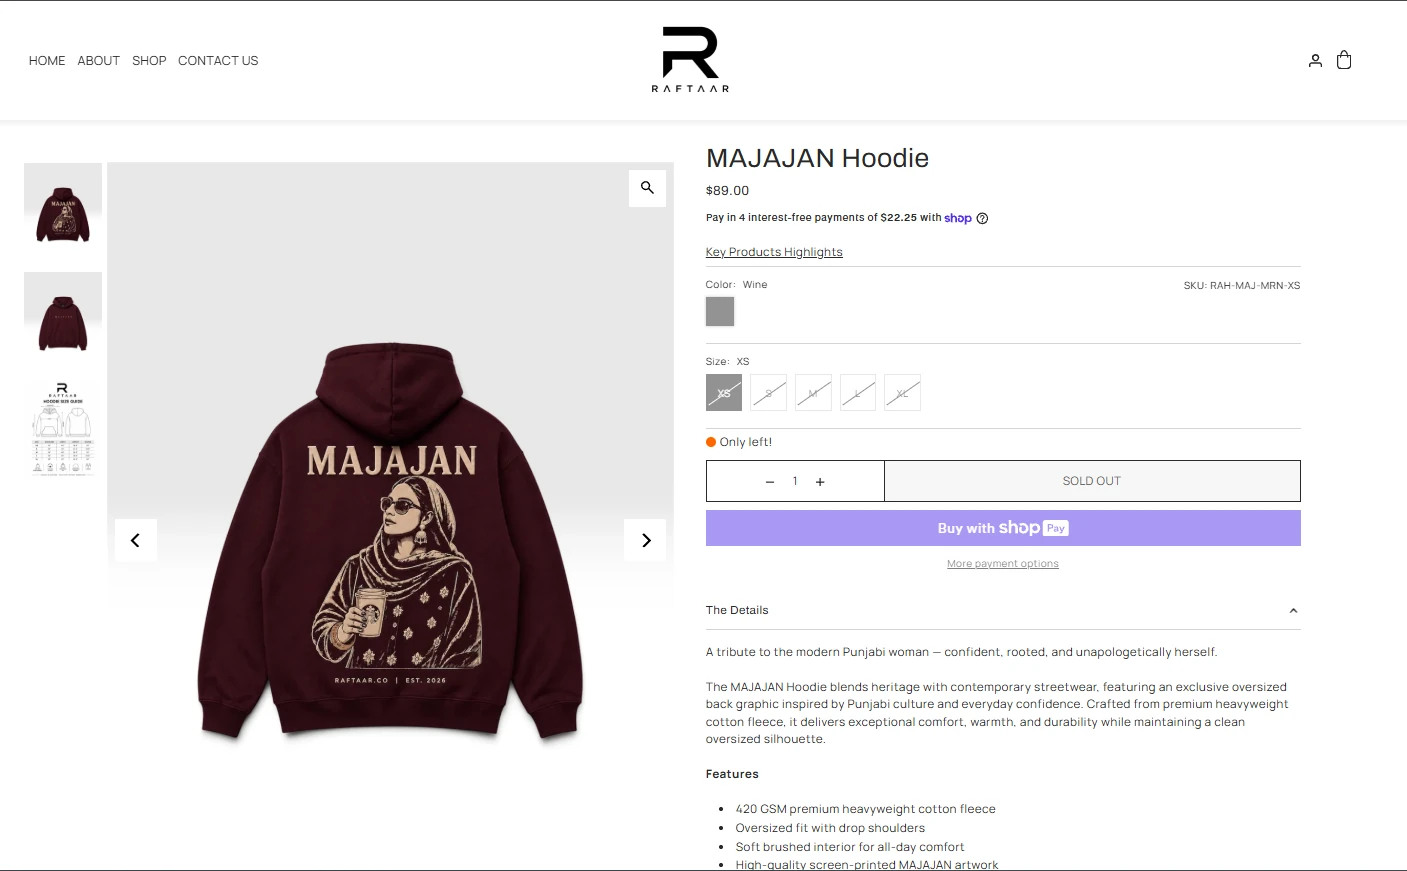 HOME ABOUT SHOP CONTACT US
RAFTAAR
MAJAJAN
RAFTAAR.CO | EST. 2026
RAFTAAR
HOODIE SIZE GUIDE
MAJAJAN Hoodie
$89.00
Pay in 4 interest-free payments of $22.25 with shop
Key Products Highlights
Color: Wine
SKU: RAH-MAJ-MRN-XS
Size: XS
XS S M L XL
Only left!
− 1 + SOLD OUT
Buy with shop Pay
More payment options
The Details
A tribute to the modern Punjabi woman — confident, rooted, and unapologetically herself.
The MAJAJAN Hoodie blends heritage with contemporary streetwear, featuring an exclusive oversized
back graphic inspired by Punjabi culture and everyday confidence. Crafted from premium heavyweight
cotton fleece, it delivers exceptional comfort, warmth, and durability while maintaining a clean
oversized silhouette.
Features
• 420 GSM premium heavyweight cotton fleece
• Oversized fit with drop shoulders
• Soft brushed interior for all-day comfort
• High-quality screen-printed MAJAJAN artwork